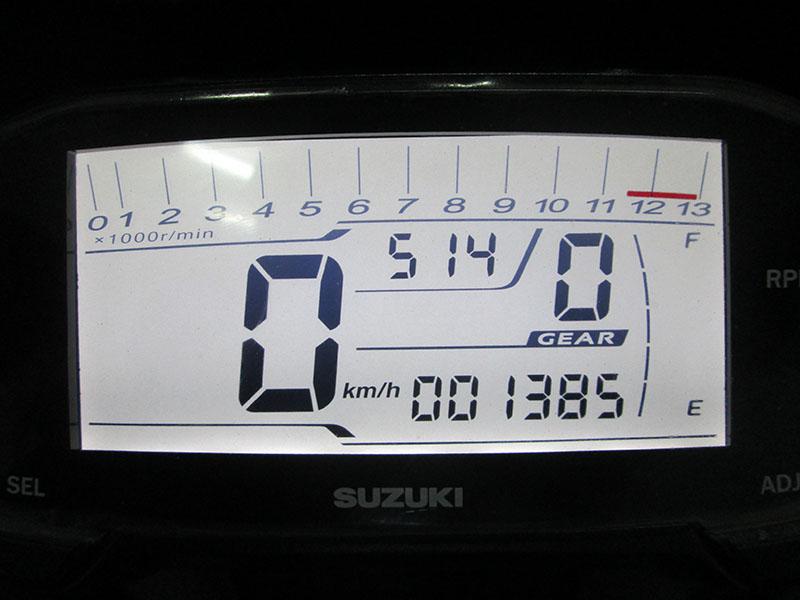 0 1 2 3 4 5 6 7 8 9 10 11 12 13
×1000r/min
514 0 F
GEAR
0 km/h 001385 E
RP
SEL
ADJ
SUZUKI